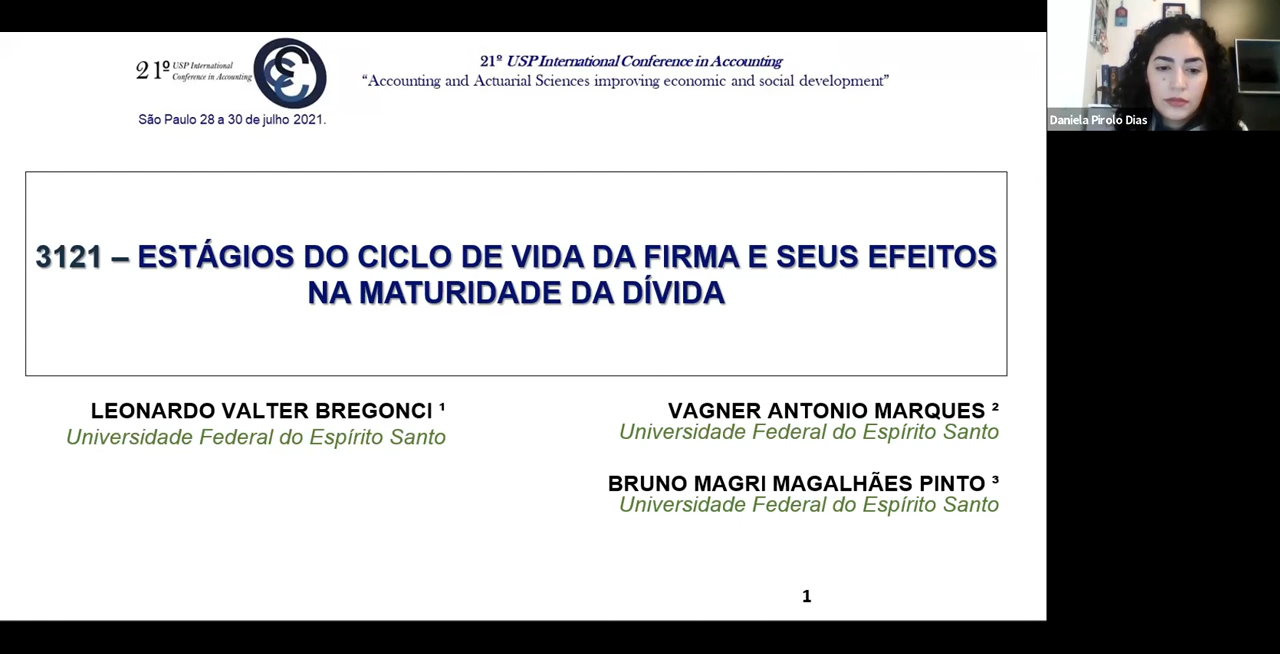 21º USP International
Conference in Accounting
São Paulo 28 a 30 de julho 2021.
21º USP International Conference in Accounting
“Accounting and Actuarial Sciences improving economic and social development”
3121 – ESTÁGIOS DO CICLO DE VIDA DA FIRMA E SEUS EFEITOS
NA MATURIDADE DA DÍVIDA
LEONARDO VALTER BREGONCI ¹
Universidade Federal do Espírito Santo
VAGNER ANTONIO MARQUES ²
Universidade Federal do Espírito Santo
BRUNO MAGRI MAGALHÃES PINTO ³
Universidade Federal do Espírito Santo
1
Daniela Pirolo Dias